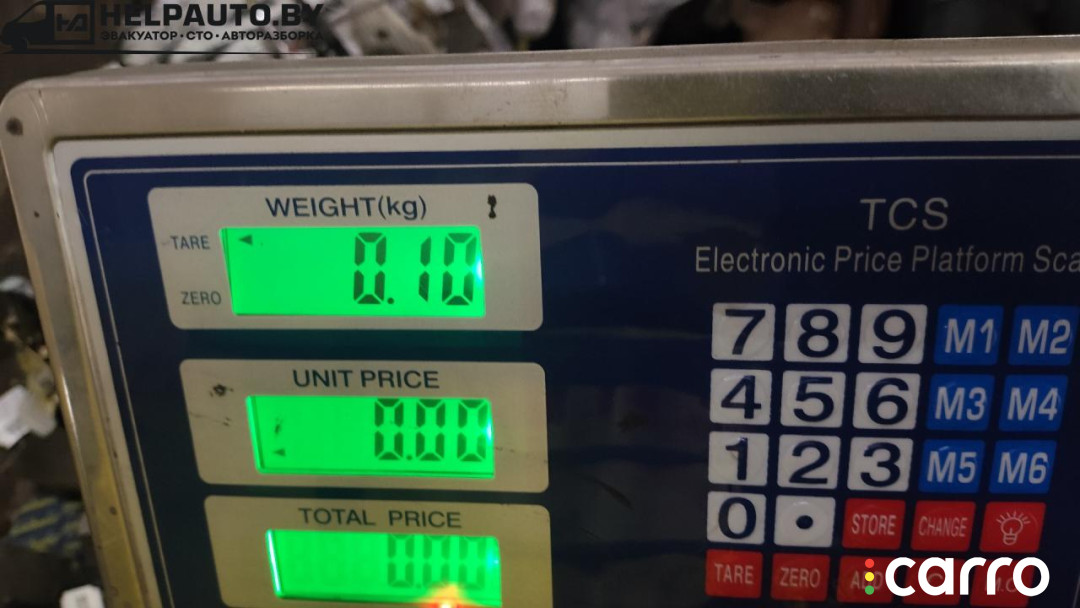 HELPAUTO.BY
ЭВАКУАТОР • СТО • АВТОРАЗБОРКА
WEIGHT(kg)
TARE
0.10
ZERO
UNIT PRICE
0.00
TOTAL PRICE
0.00
TCS
Electronic Price Platform
7 8 9 M1 M2
4 5 6 M3 M4
1 2 3 M5 M6
0 • STORE CHANGE
TARE ZERO
carro